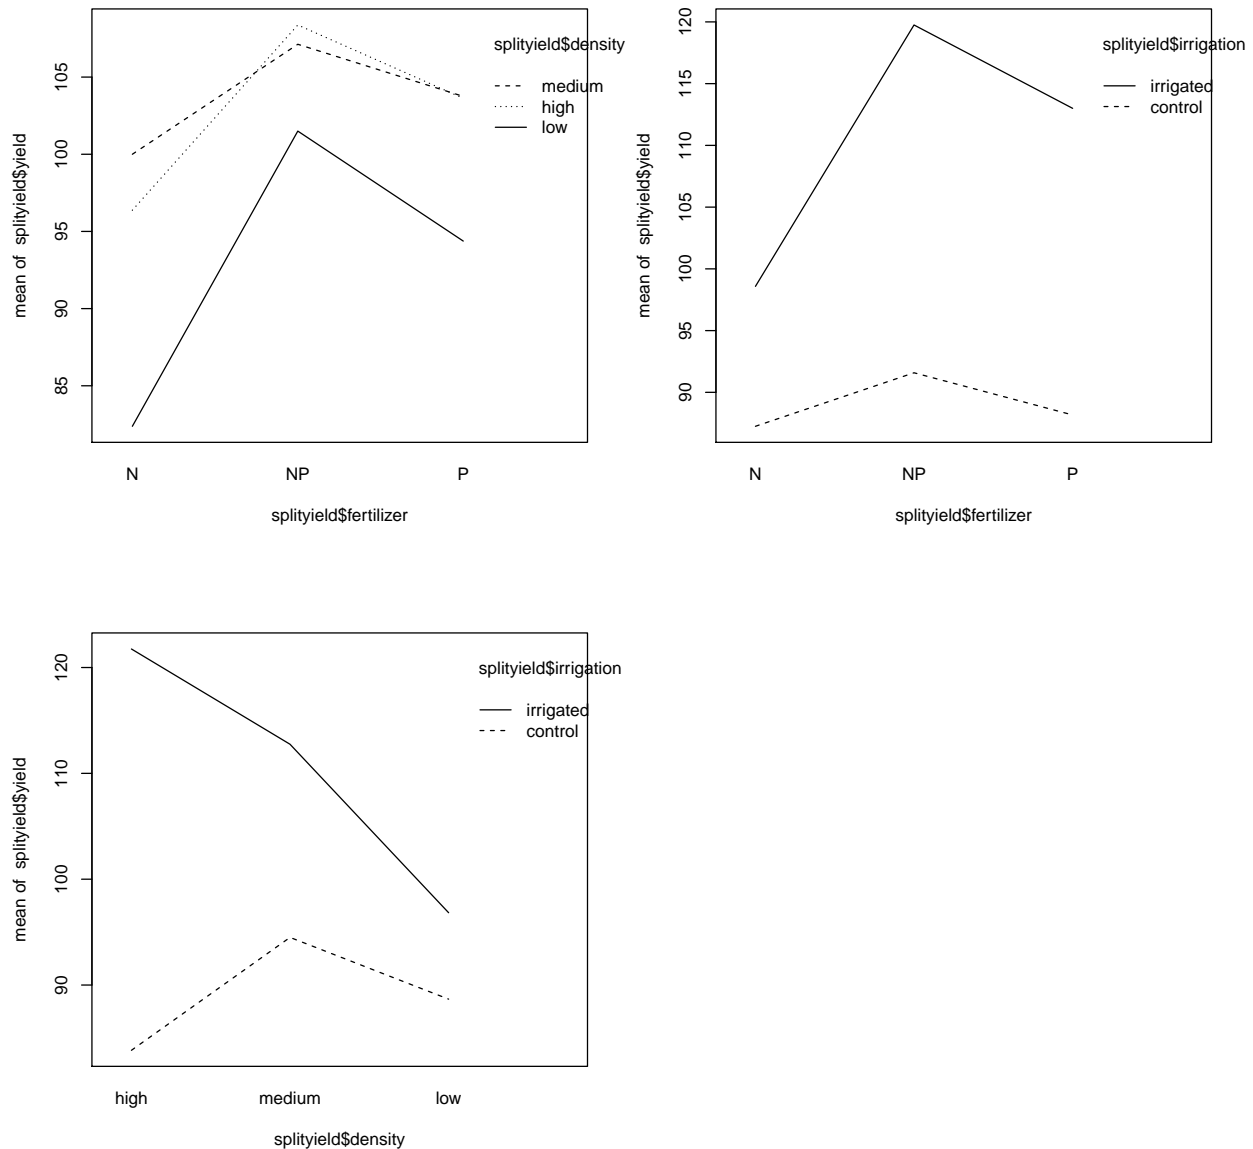 mean of  splityield$yield
85
90
95
100
105
splityield$density
medium
high
low
N
NP
P
splityield$fertilizer
mean of  splityield$yield
90
95
100
105
110
115
120
splityield$irrigation
irrigated
control
N
NP
P
splityield$fertilizer
mean of  splityield$yield
90
100
110
120
splityield$irrigation
irrigated
control
high
medium
low
splityield$density